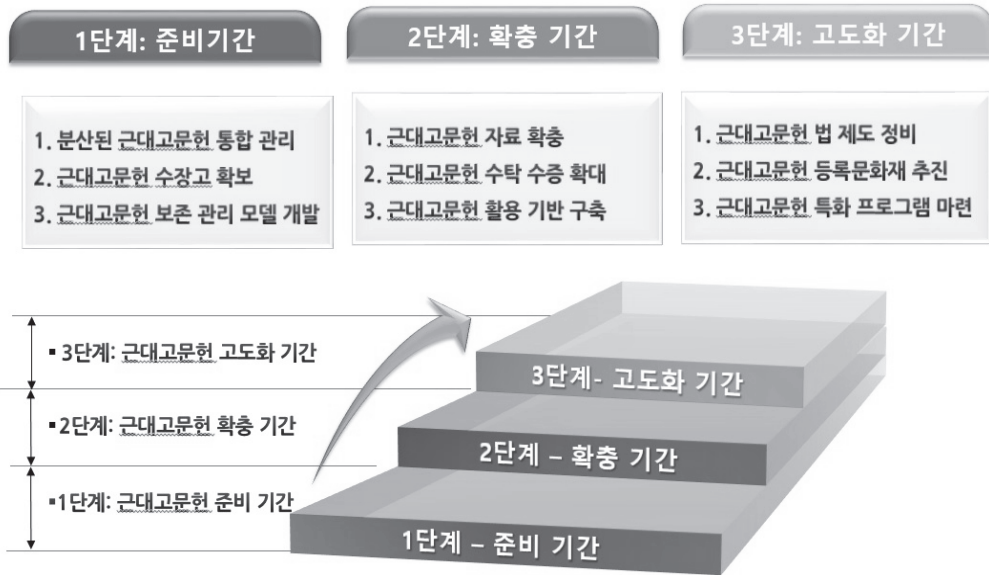 1단계: 준비기간
1. 분산된 근대고문헌 통합 관리
2. 근대고문헌 수장고 확보
3. 근대고문헌 보존 관리 모델 개발
2단계: 확충 기간
1. 근대고문헌 자료 확충
2. 근대고문헌 수탁 수증 확대
3. 근대고문헌 활용 기반 구축
3단계: 고도화 기간
1. 근대고문헌 법 제도 정비
2. 근대고문헌 등록문화재 추진
3. 근대고문헌 특화 프로그램 마련
▪ 3단계: 근대고문헌 고도화 기간
▪2단계: 근대고문헌 확충 기간
▪1단계: 근대고문헌 준비 기간
3단계- 고도화 기간
2단계 – 확충 기간
1단계 – 준비 기간